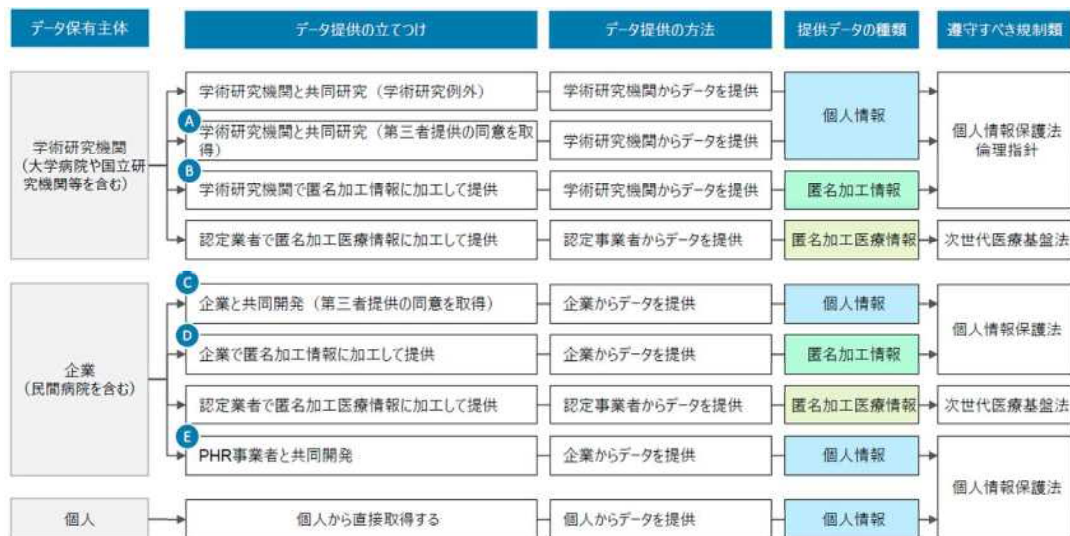 データ保有主体
データ提供の立てつけ
データ提供の方法
提供データの種類
遵守すべき規制類
学術研究機関
(大学病院や国立研
究機関等を含む)
学術研究機関と共同研究（学術研究例外）
学術研究機関からデータを提供
個人情報
個人情報保護法
倫理指針
A
学術研究機関と共同研究（第三者提供の同意を取
得）
学術研究機関からデータを提供
B
学術研究機関で匿名加工情報に加工して提供
学術研究機関からデータを提供
匿名加工情報
認定業者で匿名加工医療情報に加工して提供
認定事業者からデータを提供
匿名加工医療情報
次世代医療基盤法
企業
(民間病院を含む)
C
企業と共同開発（第三者提供の同意を取得）
企業からデータを提供
個人情報
個人情報保護法
D
企業で匿名加工情報に加工して提供
企業からデータを提供
匿名加工情報
認定業者で匿名加工医療情報に加工して提供
認定事業者からデータを提供
匿名加工医療情報
次世代医療基盤法
E
PHR事業者と共同開発
企業からデータを提供
個人情報
個人情報保護法
個人
個人から直接取得する
個人からデータを提供
個人情報